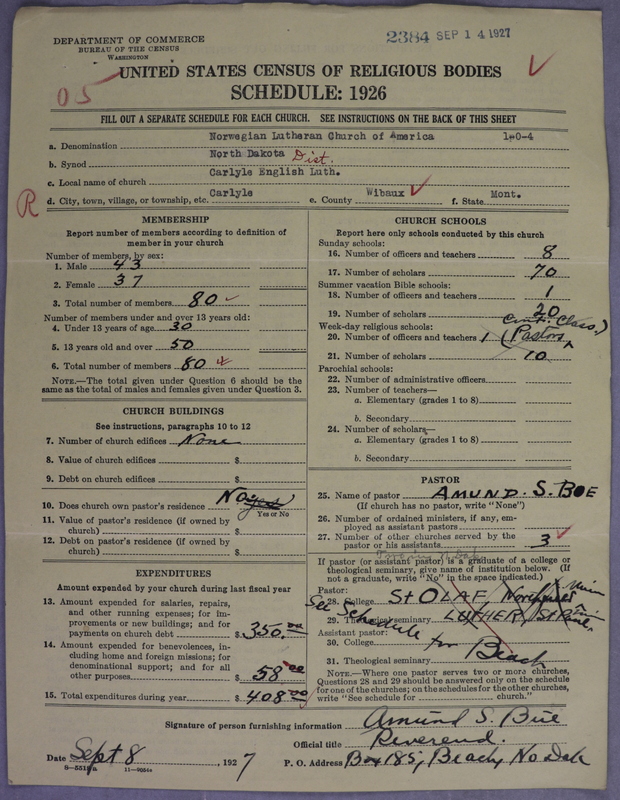 DEPARTMENT OF COMMERCE
BUREAU OF THE CENSUS
WASHINGTON
2384 SEP 14 1927
UNITED STATES CENSUS OF RELIGIOUS BODIES
05
SCHEDULE: 1926
FILL OUT A SEPARATE SCHEDULE FOR EACH CHURCH. SEE INSTRUCTIONS ON THE BACK OF THIS SHEET
a. Denomination Norwegian Lutheran Church of America 1-0-4
b. Synod North Dakota Dist.
c. Local name of church Carlyle English Luth.
R
d. City, town, village, or township, etc. Carlyle e. County Wibaux f. State Mont.
MEMBERSHIP
Report number of members according to definition of
member in your church
Number of members, by sex:
1. Male 43
2. Female 37
3. Total number of members 80
Number of members under and over 13 years old:
4. Under 13 years of age 30
5. 13 years old and over 50
6. Total number of members 80
NOTE.—The total given under Question 6 should be the
same as the total of males and females given under Question 3.
CHURCH BUILDINGS
See instructions, paragraphs 10 to 12
7. Number of church edifices None
8. Value of church edifices $
9. Debt on church edifices $
10. Does church own pastor's residence No yes
Yes or No
11. Value of pastor's residence (if owned by
church) $
12. Debt on pastor's residence (if owned by
church) $
EXPENDITURES
Amount expended by your church during last fiscal year
13. Amount expended for salaries, repairs,
and other running expenses; for im-
provements or new buildings; and for
payments on church debt $ 350.00
14. Amount expended for benevolences, in-
cluding home and foreign missions; for
denominational support; and for all
other purposes $ 58.00
15. Total expenditures during year $ 408.00
CHURCH SCHOOLS
Report here only schools conducted by this church
Sunday schools:
16. Number of officers and teachers 8
17. Number of scholars 70
Summer vacation Bible schools:
18. Number of officers and teachers 1
19. Number of scholars 20
Conf. Class.)
Week-day religious schools:
20. Number of officers and teachers 1 (Pastors
21. Number of scholars 10
Parochial schools:
22. Number of administrative officers
23. Number of teachers—
a. Elementary (grades 1 to 8)
b. Secondary
24. Number of scholars—
a. Elementary (grades 1 to 8)
b. Secondary
PASTOR
25. Name of pastor AMUND. S. BOE
(If church has no pastor, write "None")
26. Number of ordained ministers, if any, em-
ployed as assistant pastors
27. Number of other churches served by the
pastor or his assistants 3
If pastor (or assistant pastor) is a graduate of a college or
theological seminary, give name of institution below. (If
not a graduate, write "No" in the space indicated.)
Pastor:
28. College St OLAF Minn
29. Theological seminary LUTHER, St Paul
See Schedule for Beach
Assistant pastor:
30. College
31. Theological seminary
NOTE.—Where one pastor serves two or more churches,
Questions 28 and 29 should be answered only on the schedule
for one of the churches; on the schedules for the other churches,
write "See schedule for church."
Signature of person furnishing information Amund S. Boe
Official title Reverend.
Date Sept 8, 1927 P. O. Address Box 185, Beach, No Dak
11—9054a